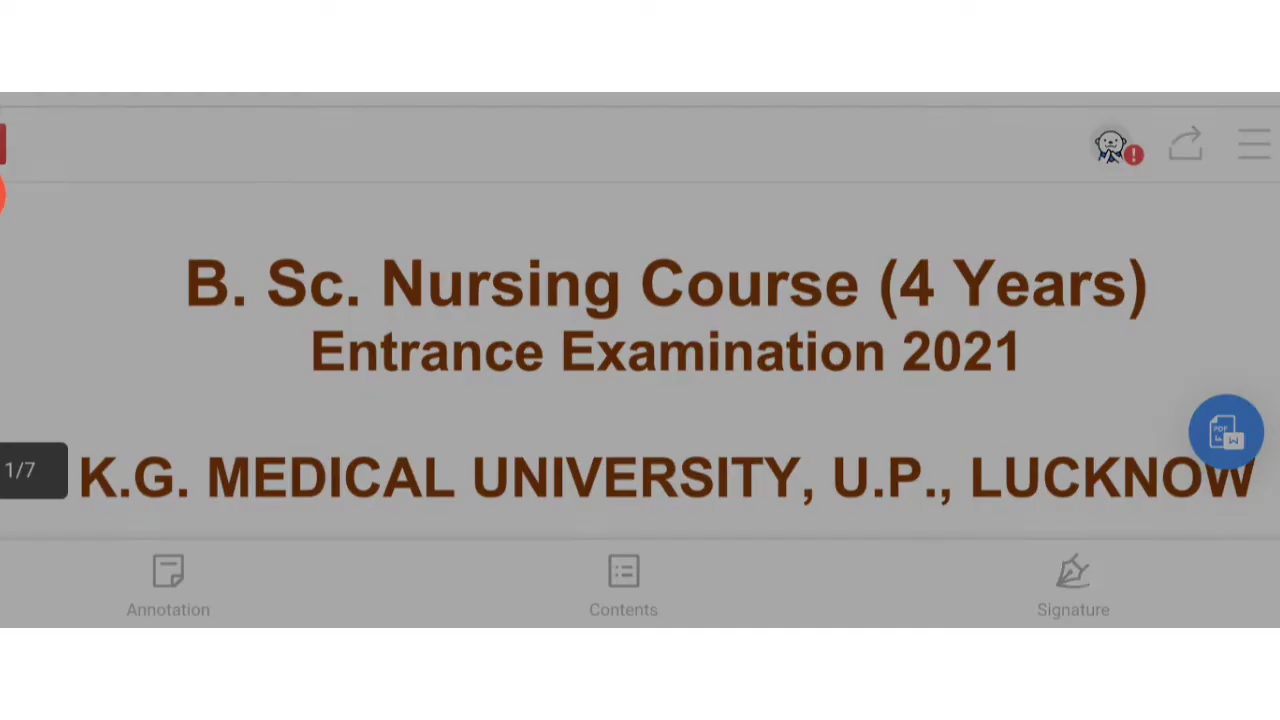 B. Sc. Nursing Course (4 Years)
Entrance Examination 2021
1/7
K.G. MEDICAL UNIVERSITY, U.P., LUCKNOW
Annotation
Contents
Signature